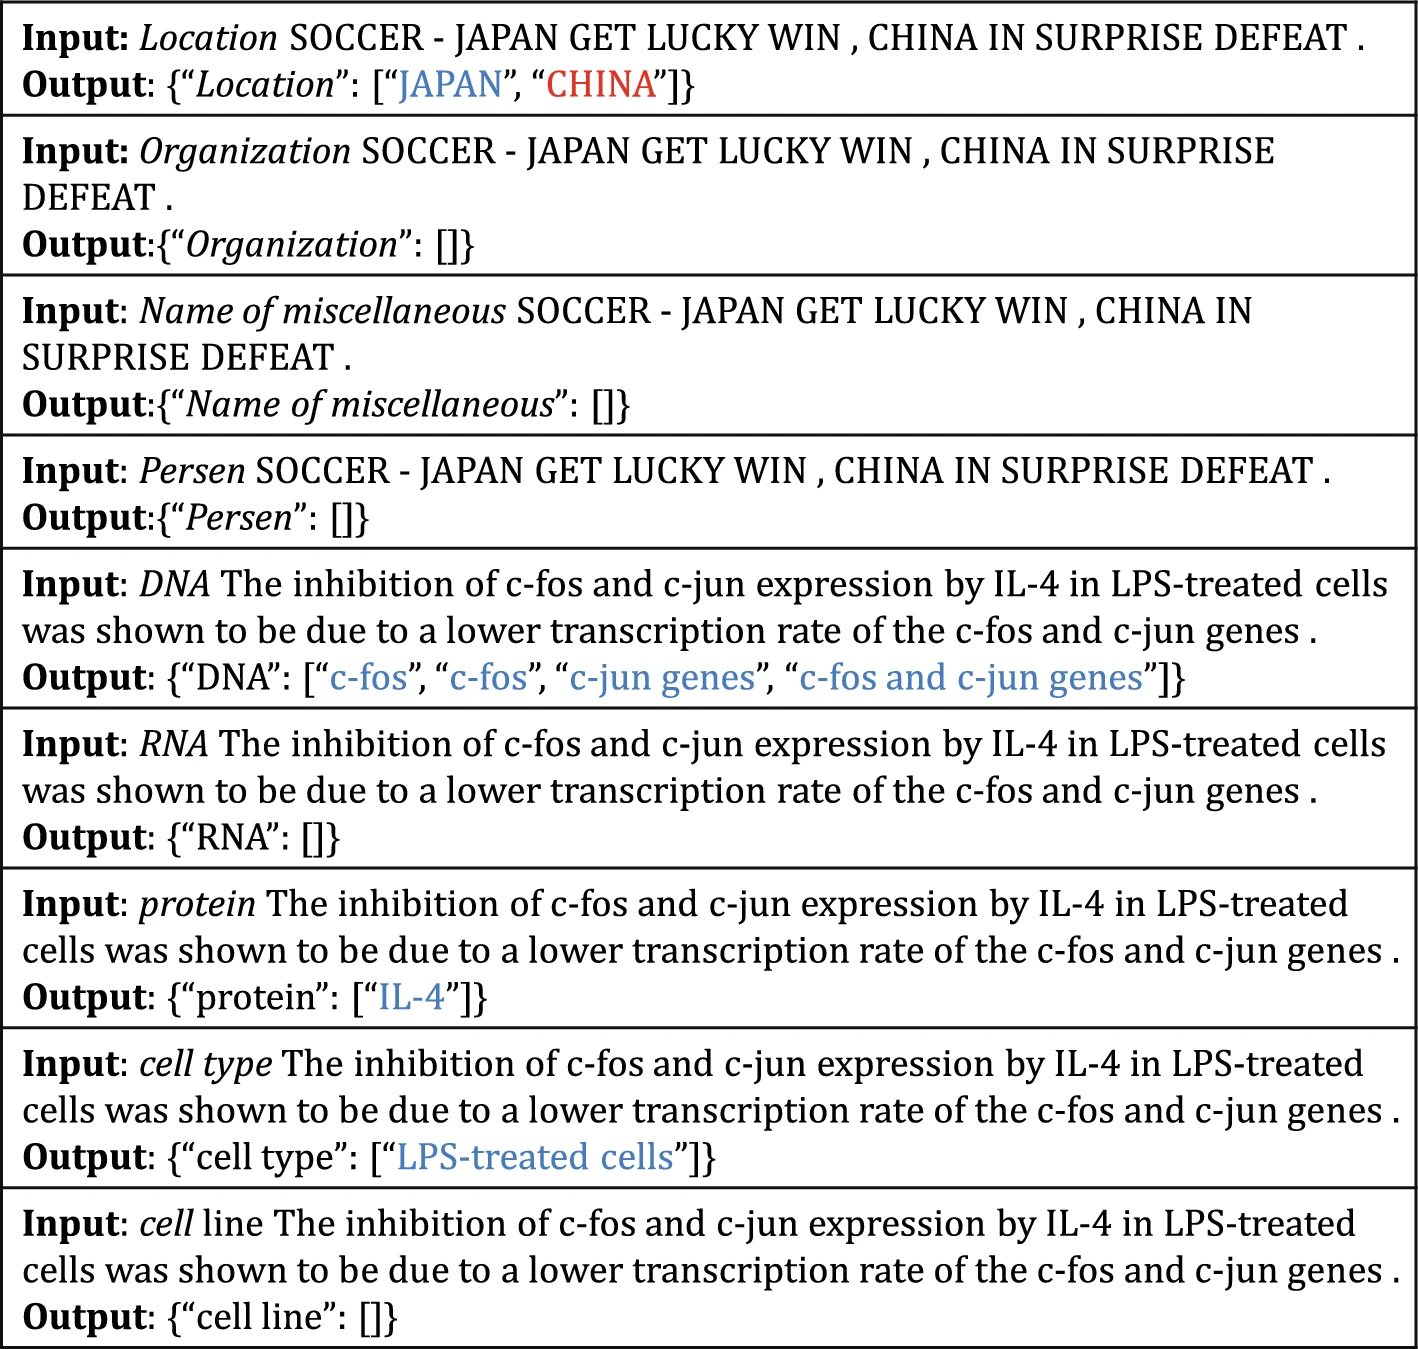 Input: Location SOCCER - JAPAN GET LUCKY WIN , CHINA IN SURPRISE DEFEAT .
Output: {“Location”: [“JAPAN”, “CHINA”]}
Input: Organization SOCCER - JAPAN GET LUCKY WIN , CHINA IN SURPRISE
DEFEAT .
Output:{“Organization”: []}
Input: Name of miscellaneous SOCCER - JAPAN GET LUCKY WIN , CHINA IN
SURPRISE DEFEAT .
Output:{“Name of miscellaneous”: []}
Input: Persen SOCCER - JAPAN GET LUCKY WIN , CHINA IN SURPRISE DEFEAT .
Output:{“Persen”: []}
Input: DNA The inhibition of c-fos and c-jun expression by IL-4 in LPS-treated cells
was shown to be due to a lower transcription rate of the c-fos and c-jun genes .
Output: {“DNA”: [“c-fos”, “c-fos”, “c-jun genes”, “c-fos and c-jun genes”]}
Input: RNA The inhibition of c-fos and c-jun expression by IL-4 in LPS-treated cells
was shown to be due to a lower transcription rate of the c-fos and c-jun genes .
Output: {“RNA”: []}
Input: protein The inhibition of c-fos and c-jun expression by IL-4 in LPS-treated
cells was shown to be due to a lower transcription rate of the c-fos and c-jun genes .
Output: {“protein”: [“IL-4”]}
Input: cell type The inhibition of c-fos and c-jun expression by IL-4 in LPS-treated
cells was shown to be due to a lower transcription rate of the c-fos and c-jun genes .
Output: {“cell type”: [“LPS-treated cells”]}
Input: cell line The inhibition of c-fos and c-jun expression by IL-4 in LPS-treated
cells was shown to be due to a lower transcription rate of the c-fos and c-jun genes .
Output: {“cell line”: []}